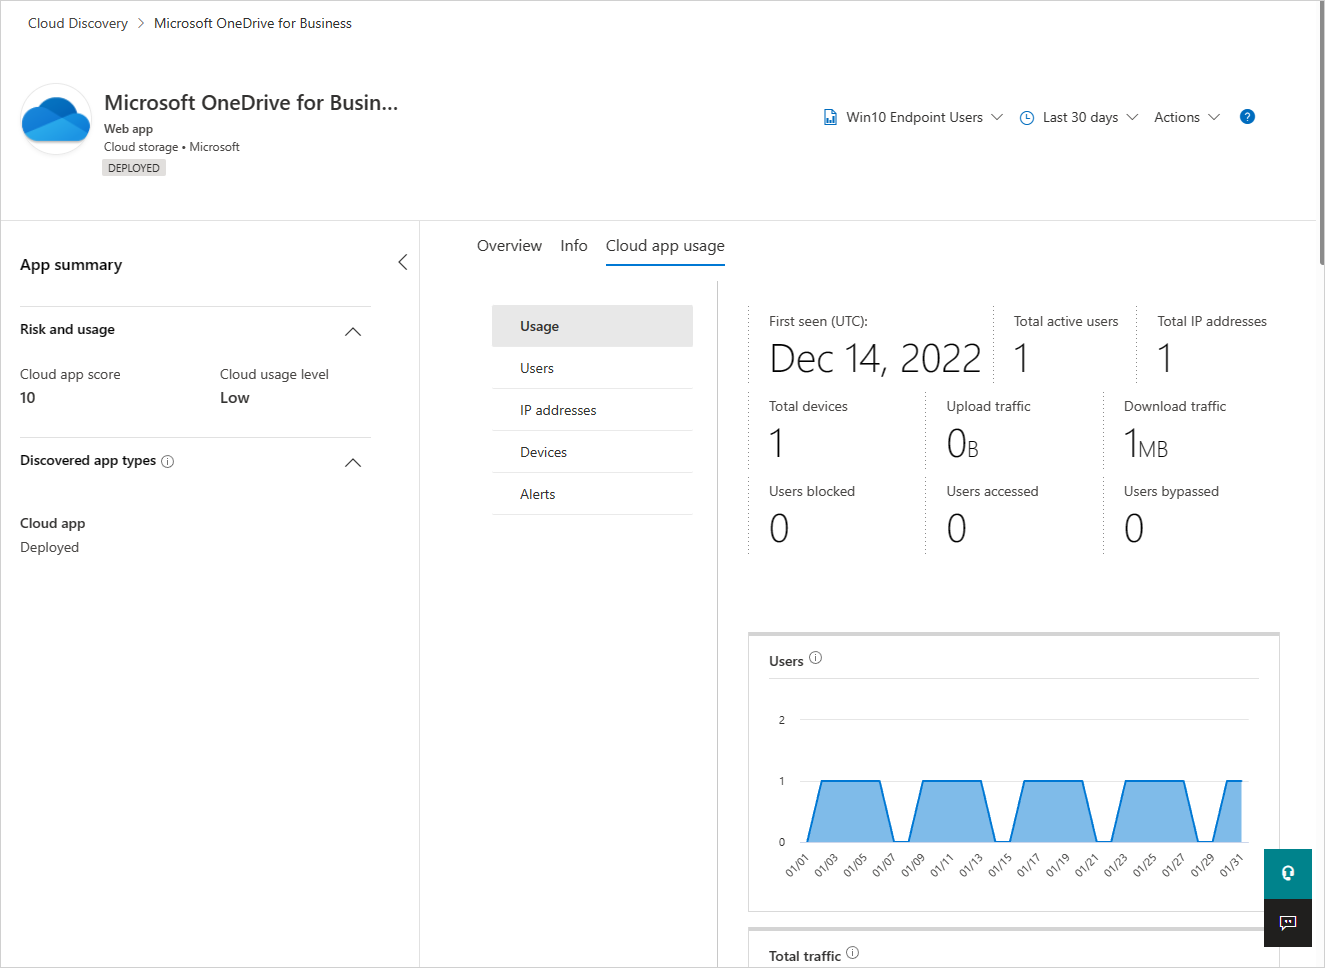 Cloud Discovery > Microsoft OneDrive for Business
Microsoft OneDrive for Busin...
Web app
Cloud storage • Microsoft
DEPLOYED
Win10 Endpoint Users
Last 30 days
Actions
?
App summary
Risk and usage
Cloud app score
10
Cloud usage level
Low
Discovered app types
Cloud app
Deployed
Overview
Info
Cloud app usage
Usage
Users
IP addresses
Devices
Alerts
First seen (UTC):
Dec 14, 2022
Total active users
1
Total IP addresses
1
Total devices
1
Upload traffic
0B
Download traffic
1MB
Users blocked
0
Users accessed
0
Users bypassed
0
Users
2
1
0
01/01
01/03
01/05
01/07
01/09
01/11
01/13
01/15
01/17
01/19
01/21
01/23
01/25
01/27
01/29
01/31
Total traffic